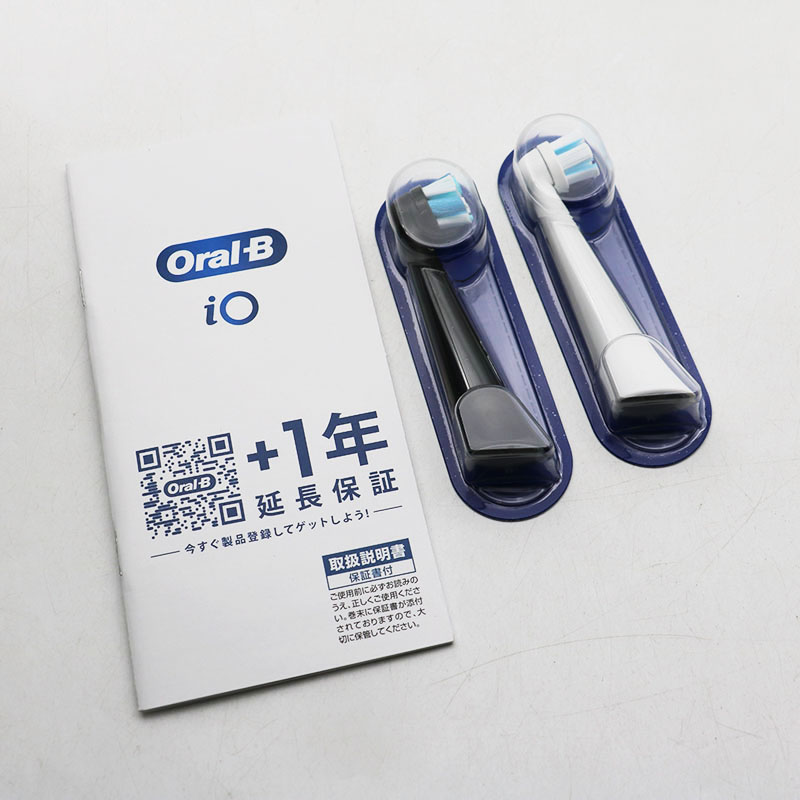 Oral-B
iO
Oral-B
+1年
延長保証
今すぐ製品登録してゲットしよう!
取扱説明書
保証書付
ご使用前に必ずお読みの
うえ、正しくご使用くださ
い。巻末に保証書が添付
されておりますので、大
切に保管してください。